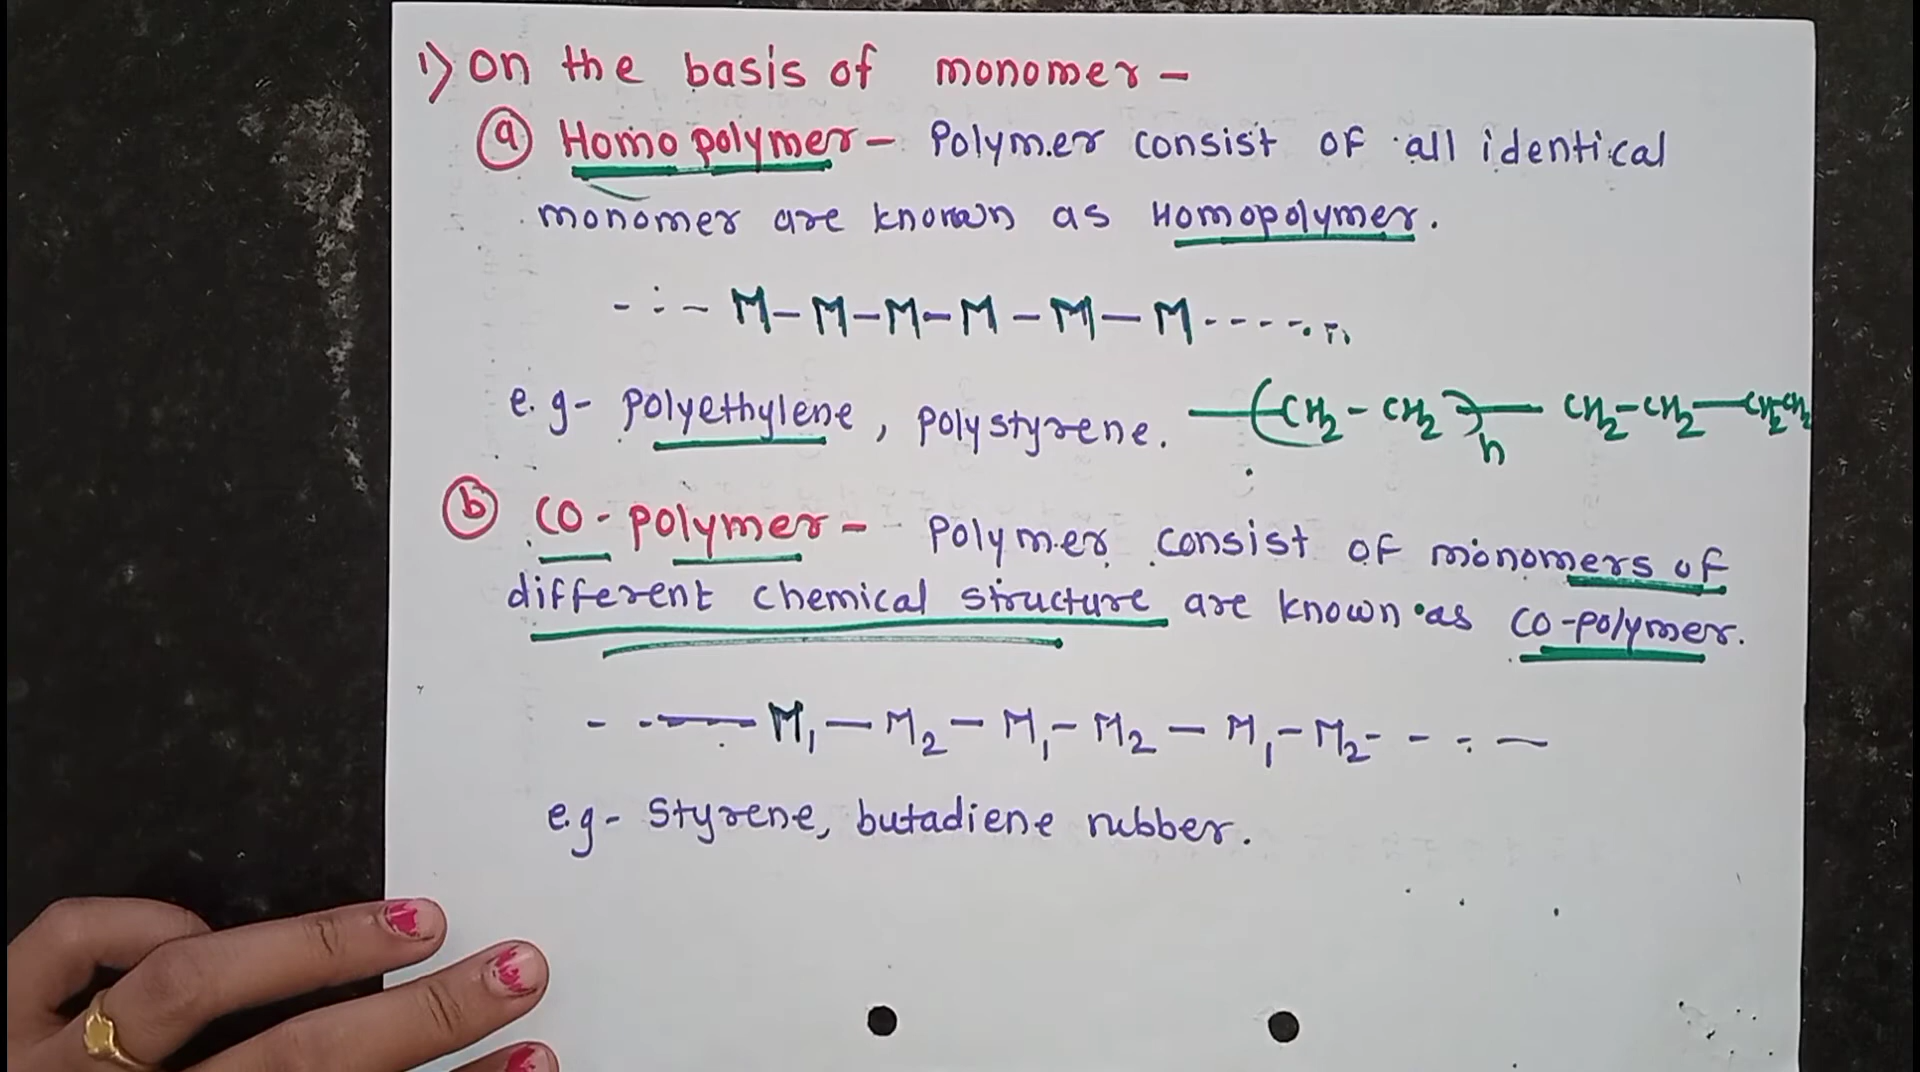 1) On the basis of monomer -
(a) Homo polymer - Polymer consist of all identical
monomer are known as Homopolymer.
- - - M - M - M - M - M - M - - - - - n
e.g - Polyethylene, polystyrene. —(CH₂ - CH₂)ₙ— CH₂-CH₂—CH₂CH₂
(b) CO - polymer - Polymer consist of monomers of
different chemical structure are known as CO-polymer.
- - — M₁ — M₂ — M₁ — M₂ — M₁ — M₂ - - - —
e.g - Styrene, butadiene rubber.